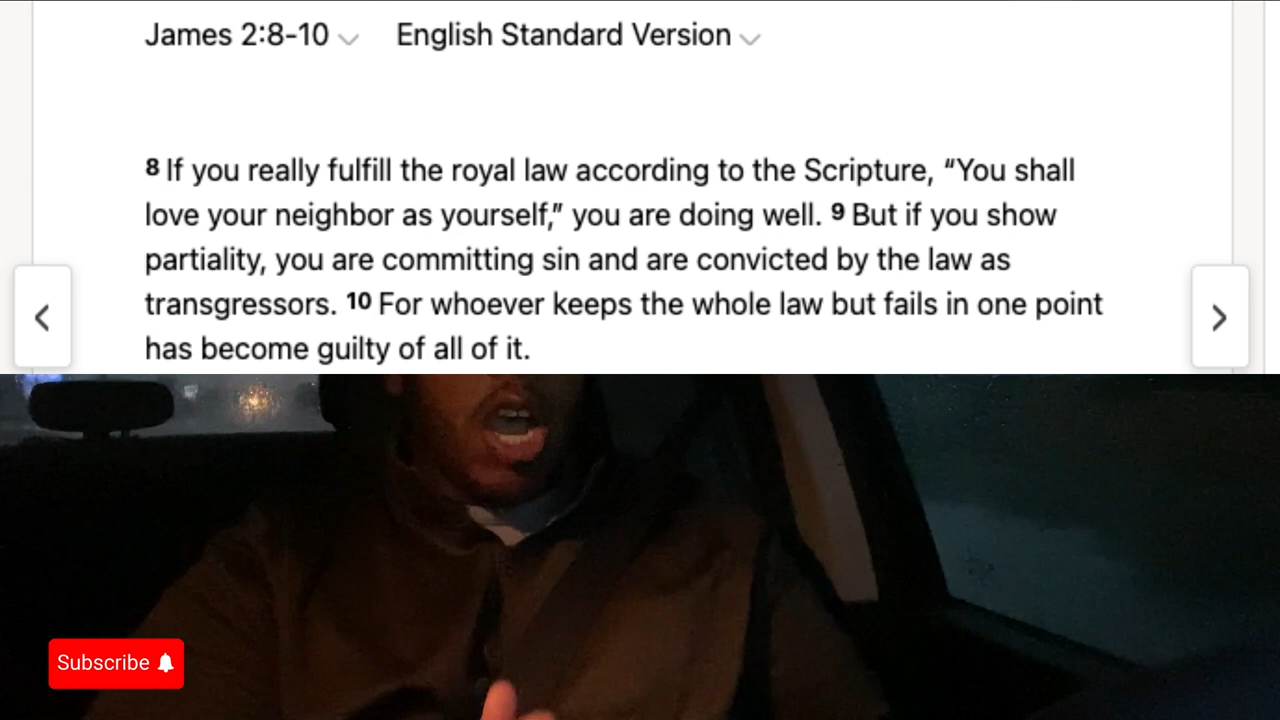 James 2:8-10 English Standard Version
8 If you really fulfill the royal law according to the Scripture, “You shall
love your neighbor as yourself,” you are doing well. 9 But if you show
partiality, you are committing sin and are convicted by the law as
transgressors. 10 For whoever keeps the whole law but fails in one point
has become guilty of all of it.
Subscribe